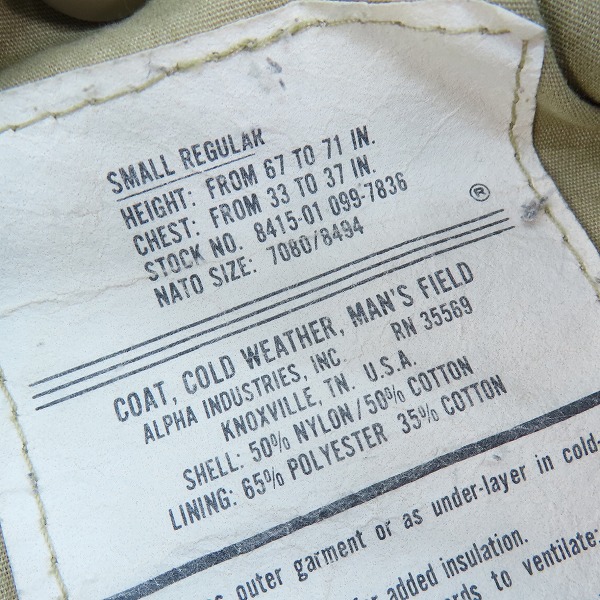 SMALL REGULAR
HEIGHT: FROM 67 TO 71 IN.
CHEST: FROM 33 TO 37 IN.
STOCK NO. 8415-01 099-7836
NATO SIZE: 7080/8494
®
COAT, COLD WEATHER, MAN'S FIELD
ALPHA INDUSTRIES, INC. RN 35569
KNOXVILLE, TN. U.S.A.
SHELL: 50% NYLON/50% COTTON
LINING: 65% POLYESTER 35% COTTON
outer garment or as under-layer in cold-
added insulation.
to ventilate: